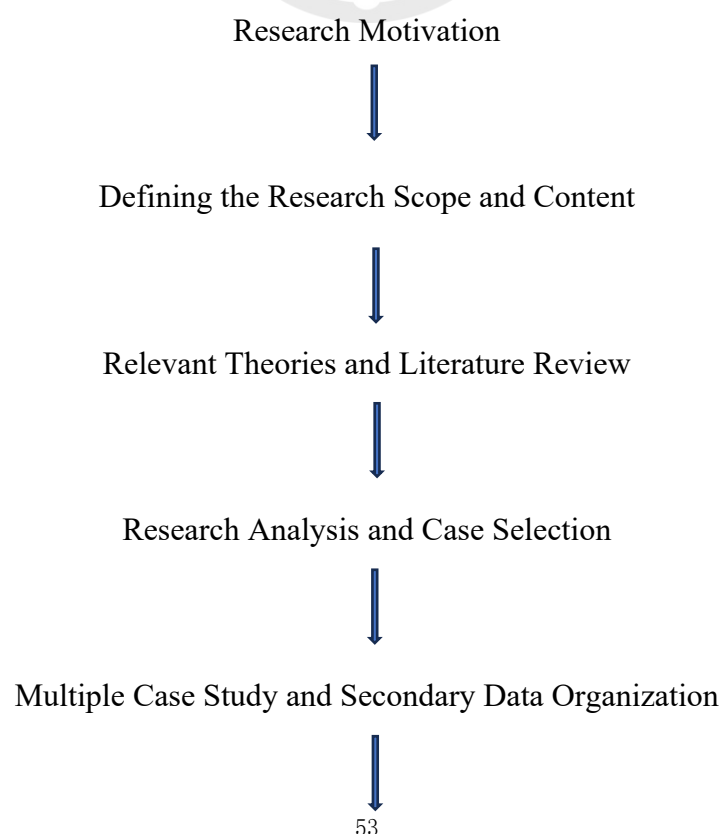 Research Motivation
Defining the Research Scope and Content
Relevant Theories and Literature Review
Research Analysis and Case Selection
Multiple Case Study and Secondary Data Organization
53